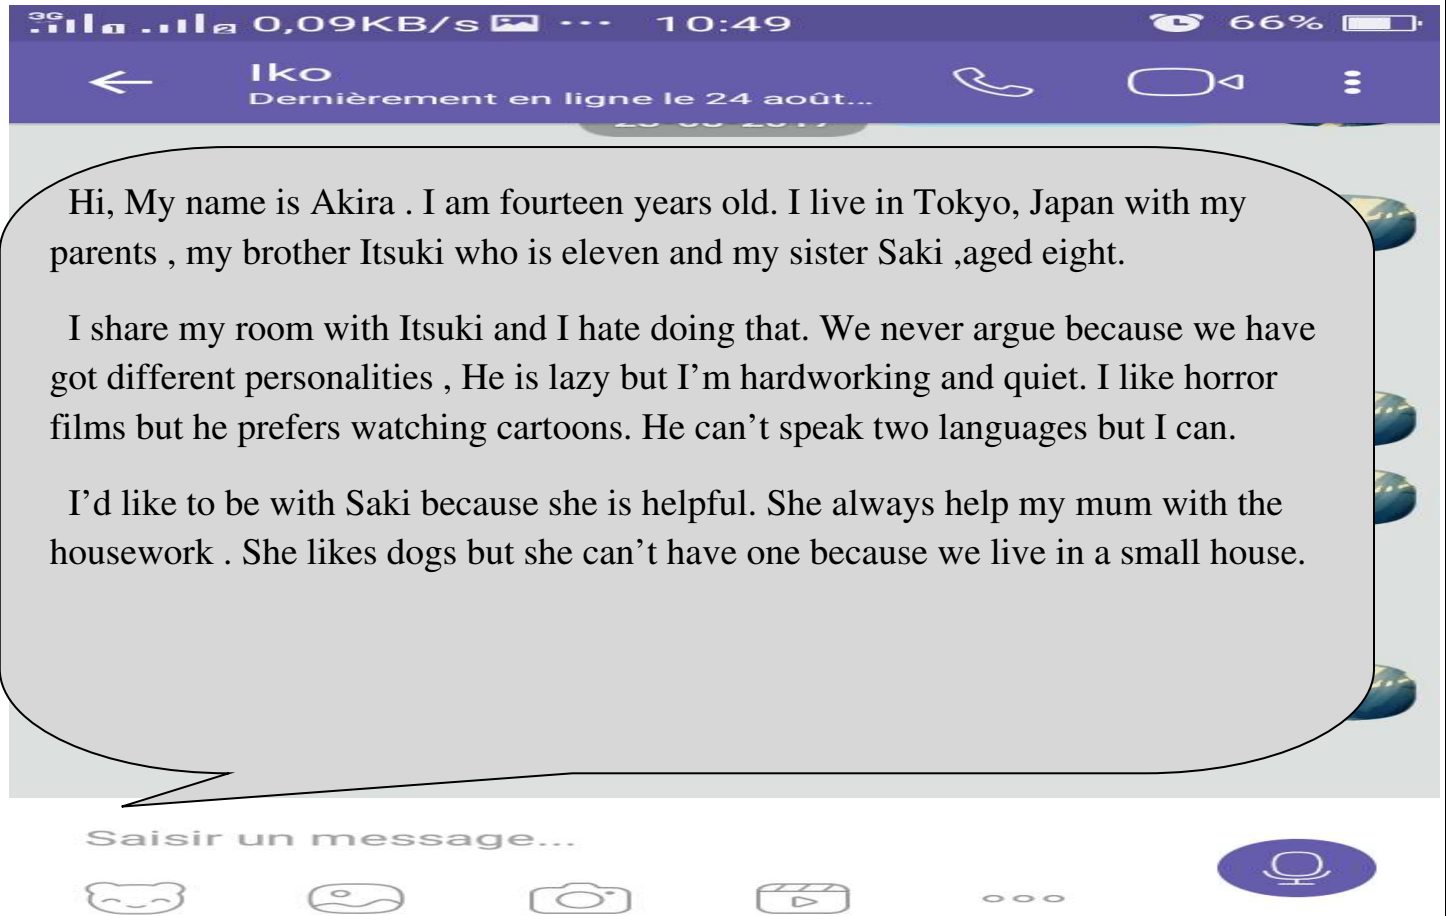 3G 1 2 0,09KB/s ... 10:49 66%
Iko
Dernièrement en ligne le 24 août...
Hi, My name is Akira . I am fourteen years old. I live in Tokyo, Japan with my
parents , my brother Itsuki who is eleven and my sister Saki ,aged eight.
I share my room with Itsuki and I hate doing that. We never argue because we have
got different personalities , He is lazy but I’m hardworking and quiet. I like horror
films but he prefers watching cartoons. He can’t speak two languages but I can.
I’d like to be with Saki because she is helpful. She always help my mum with the
housework . She likes dogs but she can’t have one because we live in a small house.
Saisir un message...